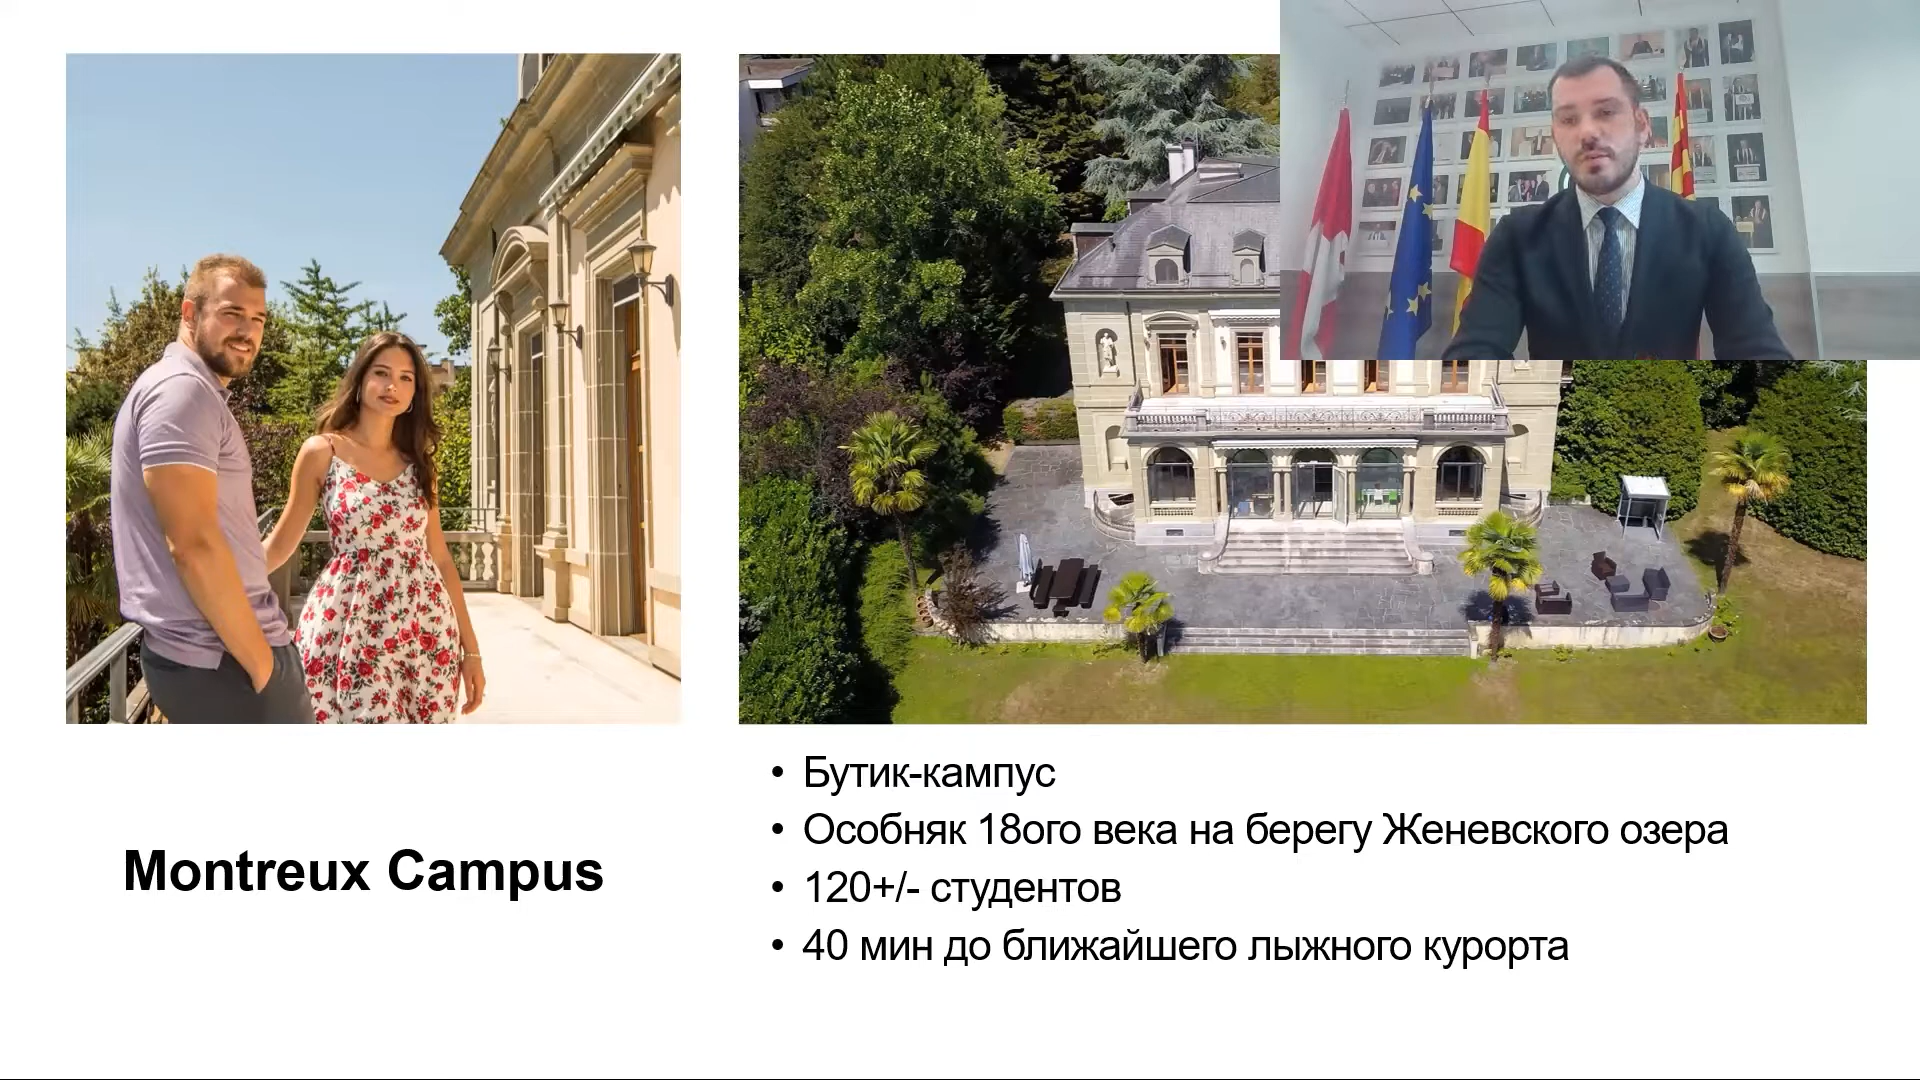 Montreux Campus
• Бутик-кампус
• Особняк 18ого века на берегу Женевского озера
• 120+/- студентов
• 40 мин до ближайшего лыжного курорта